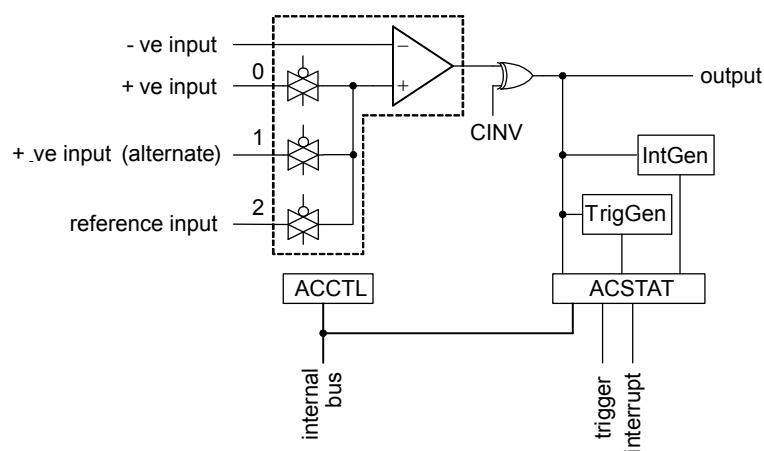 - ve input
0
+ ve input
1
+ ve input (alternate)
2
reference input
CINV
output
IntGen
TrigGen
ACCTL
ACSTAT
internal
bus
trigger
interrupt